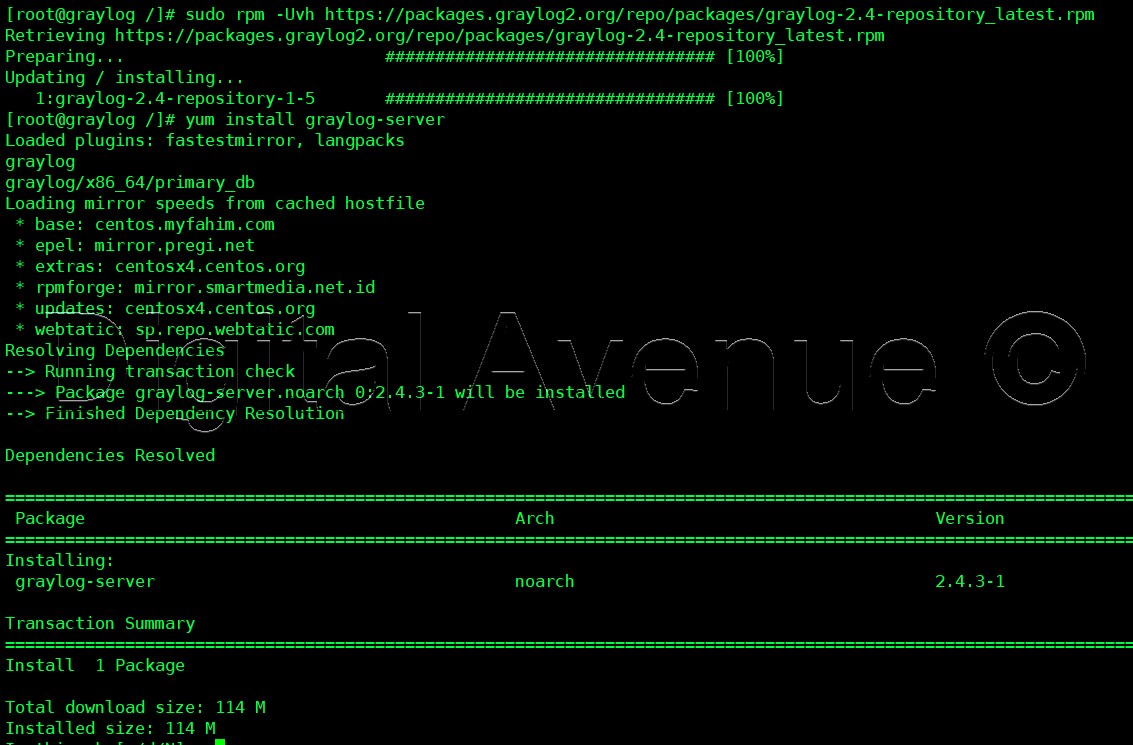 [root@graylog /]# sudo rpm -Uvh https://packages.graylog2.org/repo/packages/graylog-2.4-repository_latest.rpm
Retrieving https://packages.graylog2.org/repo/packages/graylog-2.4-repository_latest.rpm
Preparing... ################################# [100%]
Updating / installing...
1:graylog-2.4-repository-1-5 ################################# [100%]
[root@graylog /]# yum install graylog-server
Loaded plugins: fastestmirror, langpacks
graylog
graylog/x86_64/primary_db
Loading mirror speeds from cached hostfile
* base: centos.myfahim.com
* epel: mirror.pregi.net
* extras: centosx4.centos.org
* rpmforge: mirror.smartmedia.net.id
* updates: centosx4.centos.org
* webtatic: sp.repo.webtatic.com
DigitalAvenue ©
Resolving Dependencies
--> Running transaction check
---> Package graylog-server.noarch 0:2.4.3-1 will be installed
--> Finished Dependency Resolution
Dependencies Resolved
Package Arch Version
Installing:
graylog-server noarch 2.4.3-1
Transaction Summary
Install 1 Package
Total download size: 114 M
Installed size: 114 M